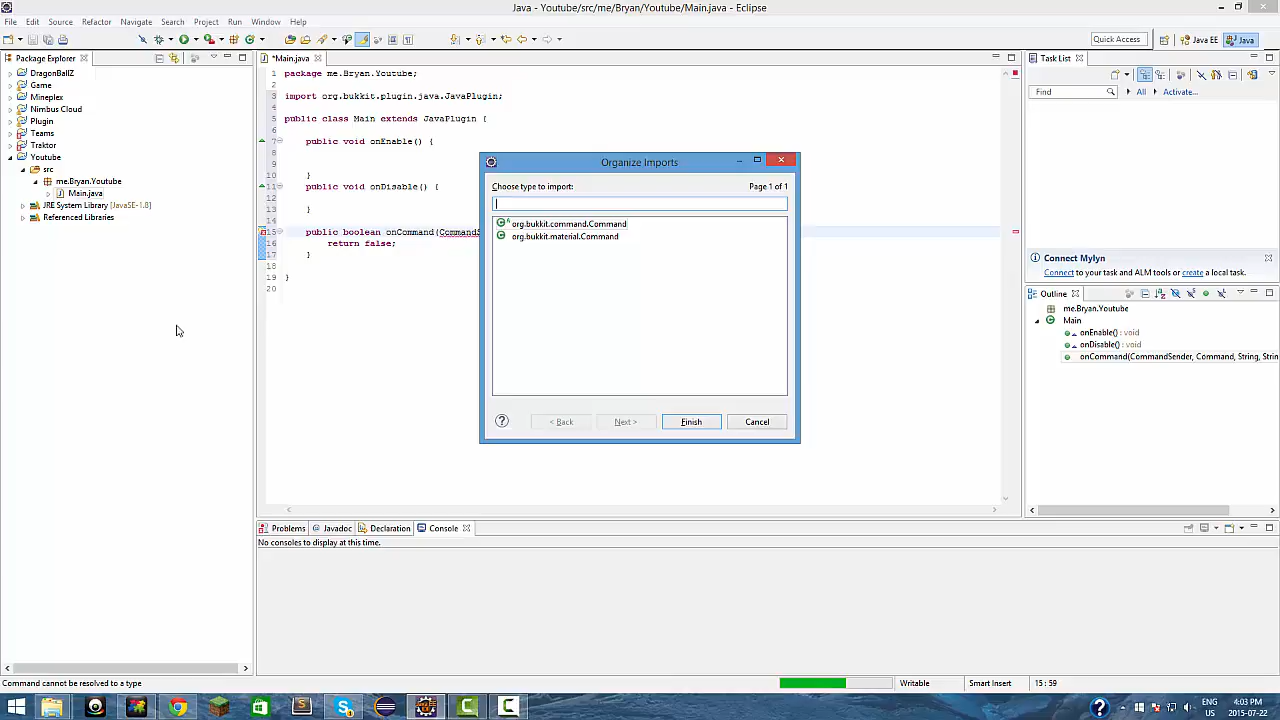 Java - Youtube/src/me/Bryan/Youtube/Main.java - Eclipse
File Edit Source Refactor Navigate Search Project Run Window Help
Quick Access
Java EE
Java
Package Explorer
DragonBallZ
Game
Mineplex
Nimbus Cloud
Plugin
Teams
Traktor
Youtube
src
me.Bryan.Youtube
Main.java
JRE System Library [JavaSE-1.8]
Referenced Libraries
*Main.java
1 package me.Bryan.Youtube;
2
3 import org.bukkit.plugin.java.JavaPlugin;
4
5 public class Main extends JavaPlugin {
6
7 public void onEnable() {
8
9
10 }
11 public void onDisable() {
12
13 }
14
15 public boolean onCommand(CommandS
16 return false;
17 }
18
19 }
20
Organize Imports
Choose type to import:
Page 1 of 1
org.bukkit.command.Command
org.bukkit.material.Command
< Back
Next >
Finish
Cancel
Task List
Find
All
Activate...
Connect Mylyn
Connect to your task and ALM tools or create a local task.
Outline
me.Bryan.Youtube
Main
onEnable() : void
onDisable() : void
onCommand(CommandSender, Command, String, Strin
Problems
@ Javadoc
Declaration
Console
No consoles to display at this time.
Command cannot be resolved to a type
Writable
Smart Insert
15 : 59
ENG
US
4:03 PM
2015-07-22